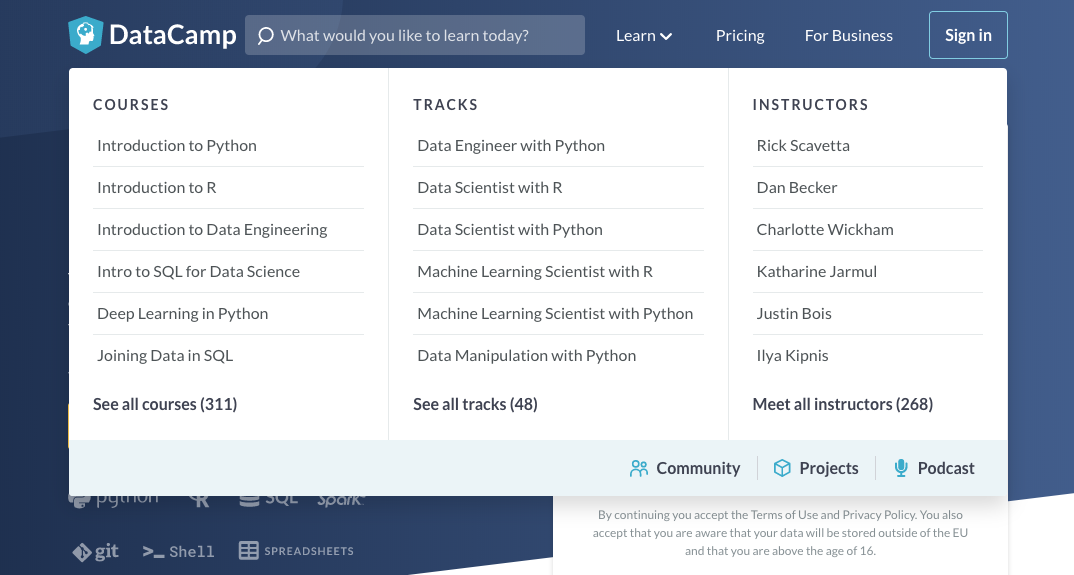 DataCamp
What would you like to learn today?
Learn
Pricing
For Business
Sign in
COURSES
Introduction to Python
Introduction to R
Introduction to Data Engineering
Intro to SQL for Data Science
Deep Learning in Python
Joining Data in SQL
See all courses (311)
TRACKS
Data Engineer with Python
Data Scientist with R
Data Scientist with Python
Machine Learning Scientist with R
Machine Learning Scientist with Python
Data Manipulation with Python
See all tracks (48)
INSTRUCTORS
Rick Scavetta
Dan Becker
Charlotte Wickham
Katharine Jarmul
Justin Bois
Ilya Kipnis
Meet all instructors (268)
Community
Projects
Podcast
python
R
SQL
Spark
git
Shell
SPREADSHEETS
By continuing you accept the Terms of Use and Privacy Policy. You also
accept that you are aware that your data will be stored outside of the EU
and that you are above the age of 16.